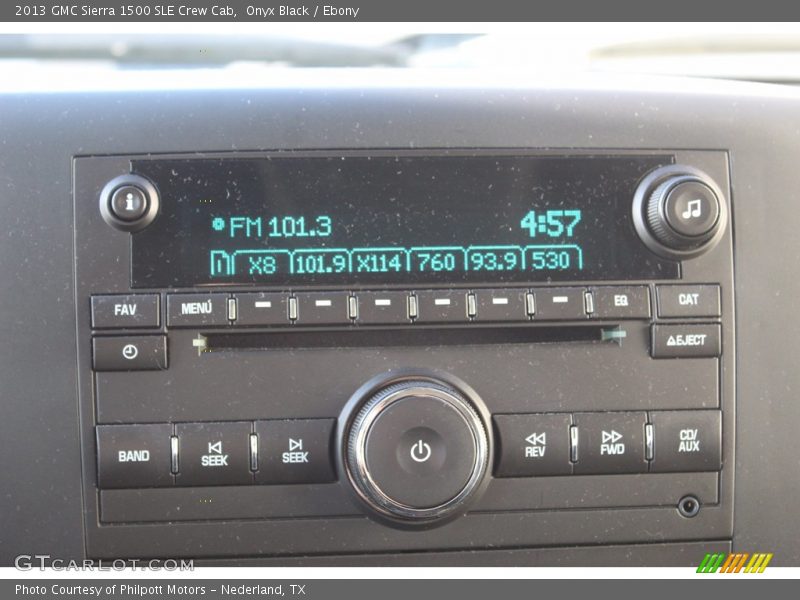 2013 GMC Sierra 1500 SLE Crew Cab,  Onyx Black / Ebony
i
FM 101.3
4:57
X8 101.9 X114 760 93.9 530
FAV
MENU
EQ
CAT
EJECT
BAND
SEEK
SEEK
REV
FWD
CD/
AUX
GTCARLOT.COM
Photo Courtesy of Philpott Motors - Nederland, TX